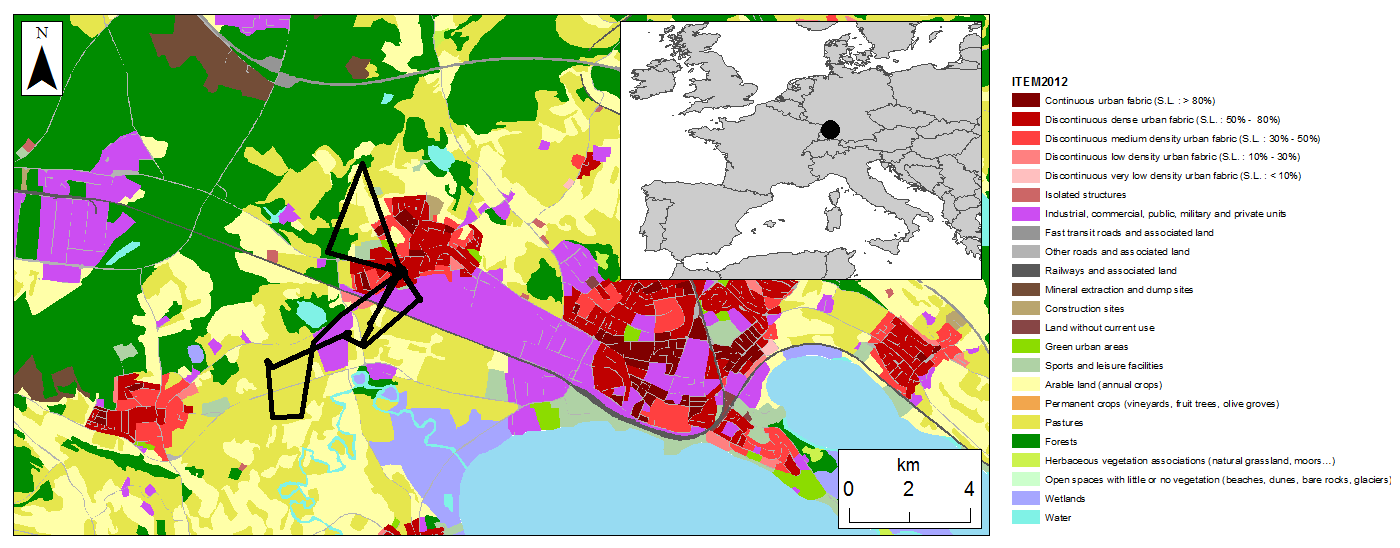 N
ITEM2012
Continuous urban fabric (S.L. : > 80%)
Discontinuous dense urban fabric (S.L. : 50% - 80%)
Discontinuous medium density urban fabric (S.L. : 30% - 50%)
Discontinuous low density urban fabric (S.L. : 10% - 30%)
Discontinuous very low density urban fabric (S.L. : < 10%)
Isolated structures
Industrial, commercial, public, military and private units
Fast transit roads and associated land
Other roads and associated land
Railways and associated land
Mineral extraction and dump sites
Construction sites
Land without current use
Green urban areas
Sports and leisure facilities
Arable land (annual crops)
Permanent crops (vineyards, fruit trees, olive groves)
Pastures
Forests
Herbaceous vegetation associations (natural grassland, moors...)
Open spaces with little or no vegetation (beaches, dunes, bare rocks, glaciers)
Wetlands
Water
km
0 2 4